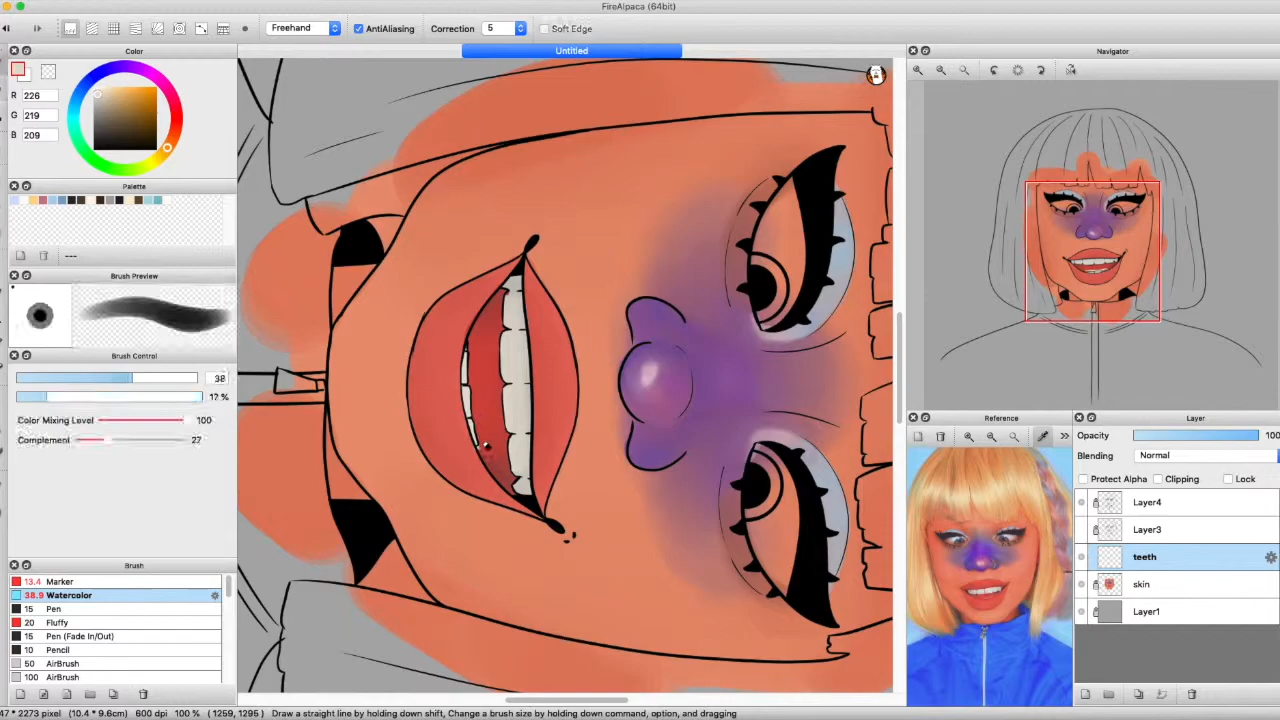 FireAlpaca (64bit)
Freehand AntiAliasing Correction 5 Soft Edge
Color
Untitled
Navigator
R 226
G 219
B 209
Palette
---
Brush Preview
Brush Control
38
17 %
Color Mixing Level 100
Complement 27
Brush
13.4 Marker
38.9 Watercolor
15 Pen
20 Fluffy
15 Pen (Fade In/Out)
10 Pencil
50 AirBrush
100 AirBrush
Reference
Layer
Opacity 100
Blending Normal
Protect Alpha Clipping Lock
Layer4
Layer3
teeth
skin
Layer1
47 * 2273 pixel (10.4 * 9.6cm) 600 dpi 100 % (1259, 1295) Draw a straight line by holding down shift, Change a brush size by holding down command, option, and dragging